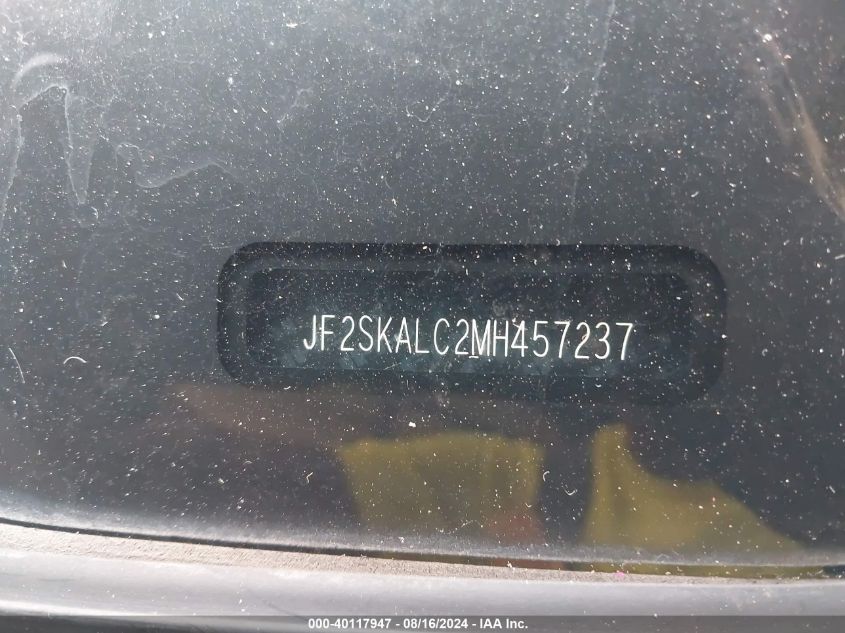 JF2SKALC2MH457237
000-40117947 - 08/16/2024 - IAA Inc.